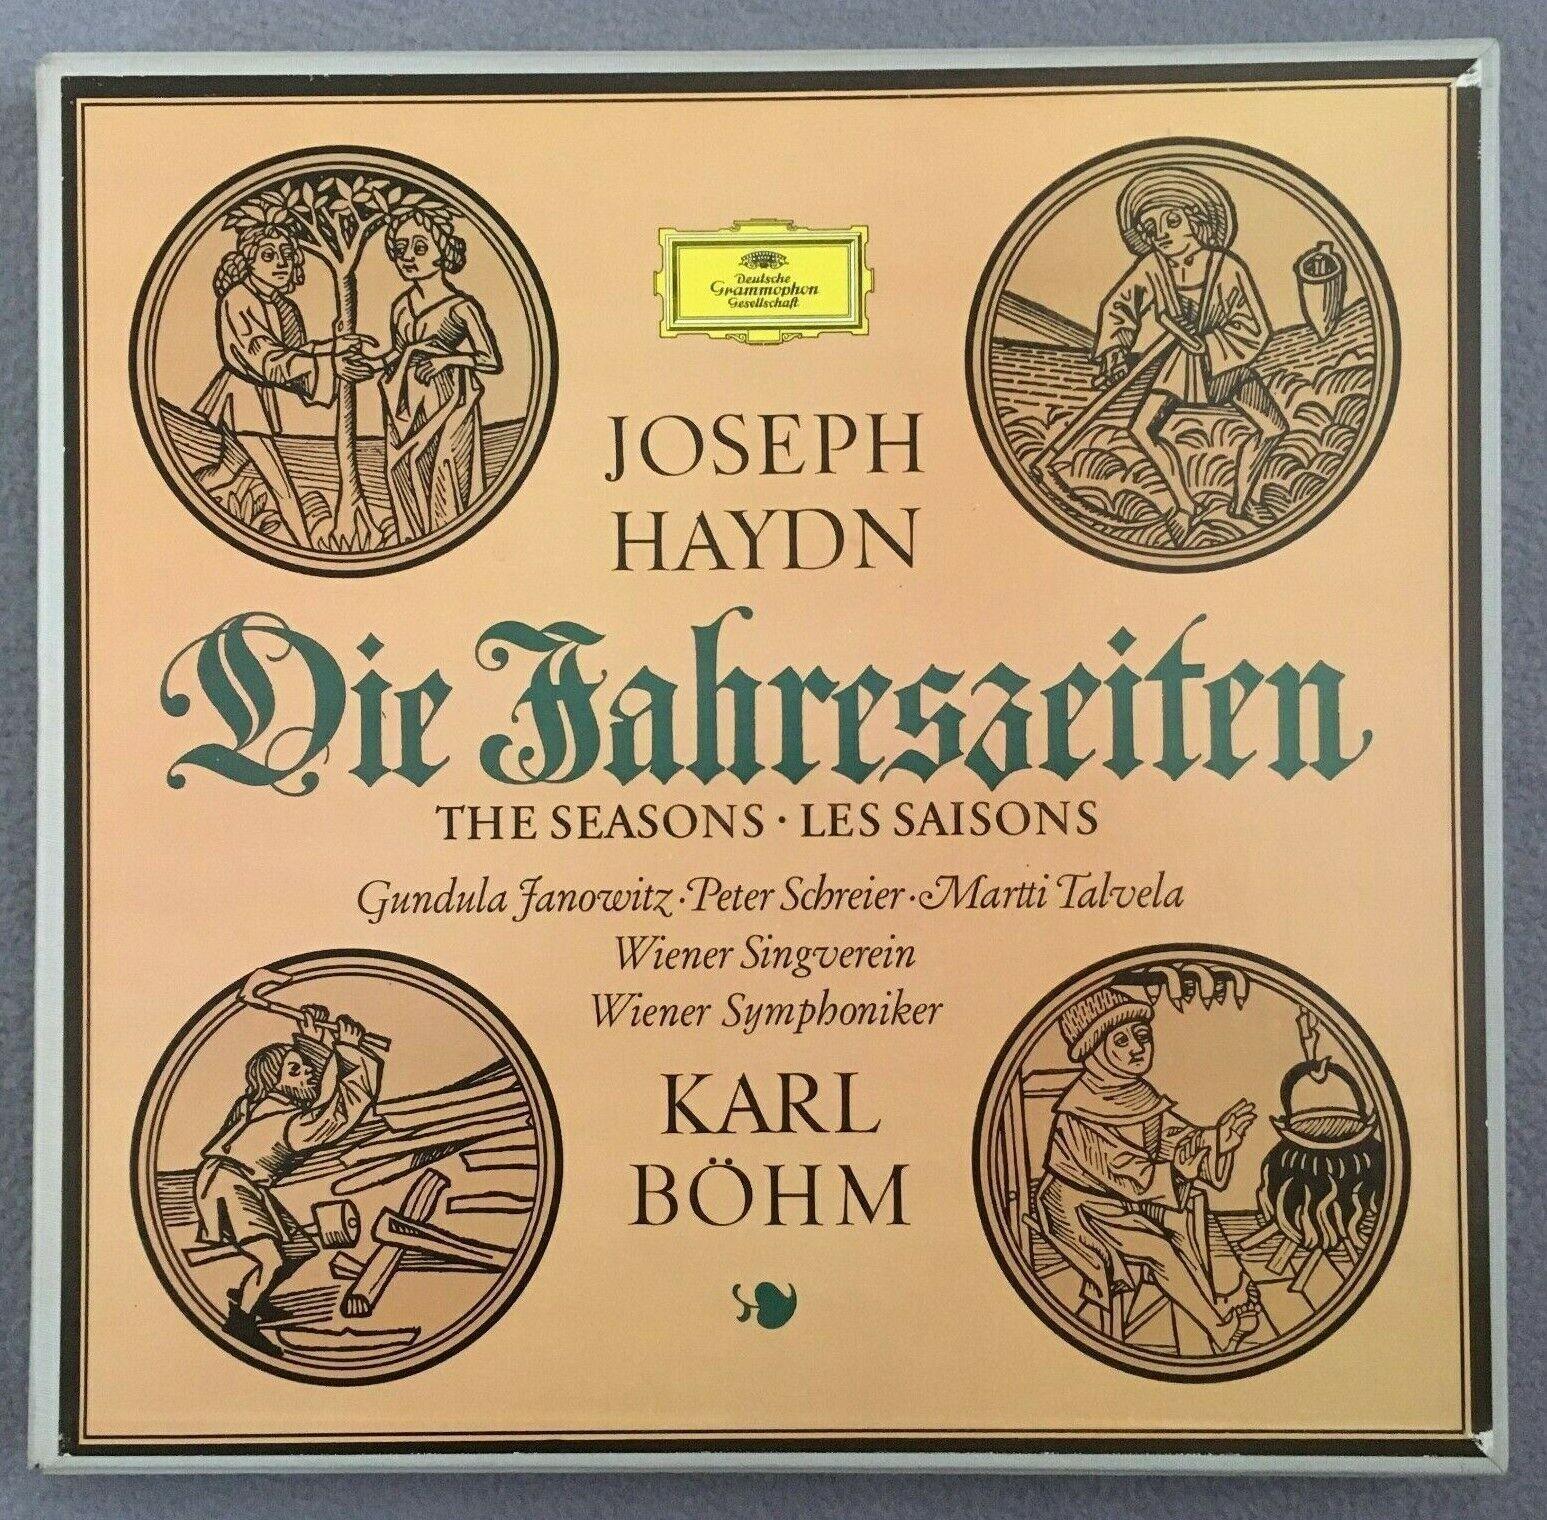 Deutsche
Grammophon
Gesellschaft
JOSEPH
HAYDN
Die Jahreszeiten
THE SEASONS · LES SAISONS
Gundula Janowitz · Peter Schreier · Martti Talvela
Wiener Singverein
Wiener Symphoniker
KARL
BÖHM